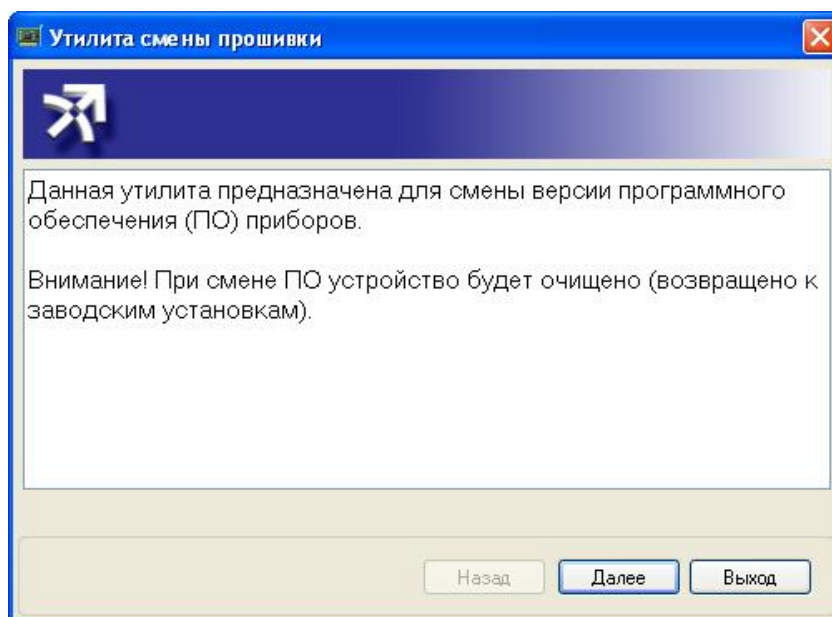 Утилита смены прошивки
Данная утилита предназначена для смены версии программного
обеспечения (ПО) приборов.
Внимание! При смене ПО устройство будет очищено (возвращено к
заводским установкам).
Назад
Далее
Выход